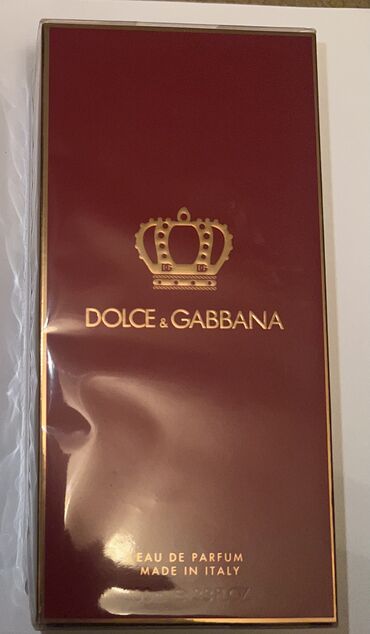 DOLCE & GABBANA
EAU DE PARFUM
MADE IN ITALY